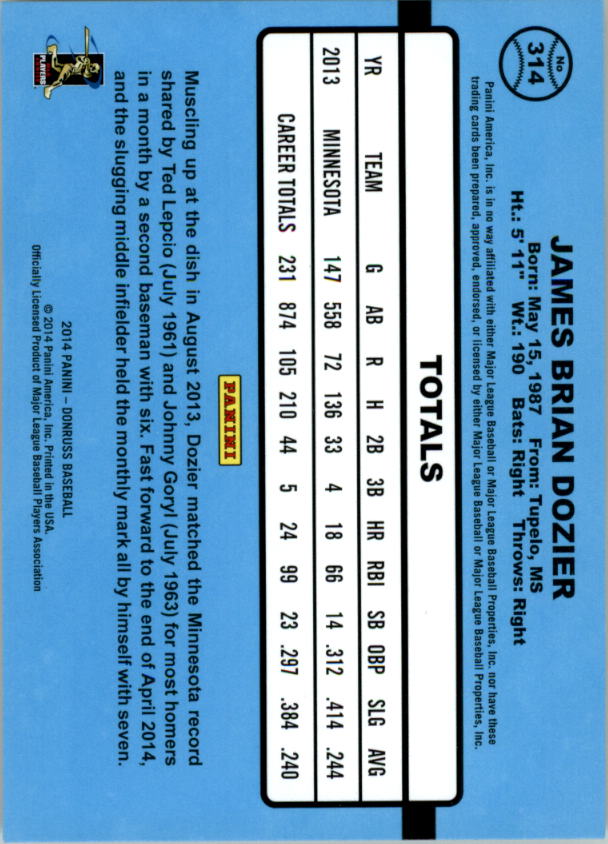 No
314
JAMES BRIAN DOZIER
Born: May 15, 1987 From: Tupelo, MS
Ht.: 5' 11" Wt.: 190 Bats: Right Throws: Right
Panini America, Inc. is in no way affiliated with either Major League Baseball or Major League Baseball Properties, Inc. nor have these
trading cards been prepared, approved, endorsed, or licensed by either Major League Baseball or Major League Baseball Properties, Inc.
TOTALS
YR TEAM G AB R H 2B 3B HR RBI SB OBP SLG AVG
2013 MINNESOTA 147 558 72 136 33 4 18 66 14 .312 .414 .244
CAREER TOTALS 231 874 105 210 44 5 24 99 23 .297 .384 .240
PANINI
Muscling up at the dish in August 2013, Dozier matched the Minnesota record
shared by Ted Lepcio (July 1961) and Johnny Goryl (July 1963) for most homers
in a month by a second baseman with six. Fast forward to the end of April 2014,
and the slugging middle infielder held the monthly mark all by himself with seven.
PLAYERS
2014 PANINI – DONRUSS BASEBALL
© 2014 Panini America, Inc. Printed in the USA.
Officially Licensed Product of Major League Baseball Players Association